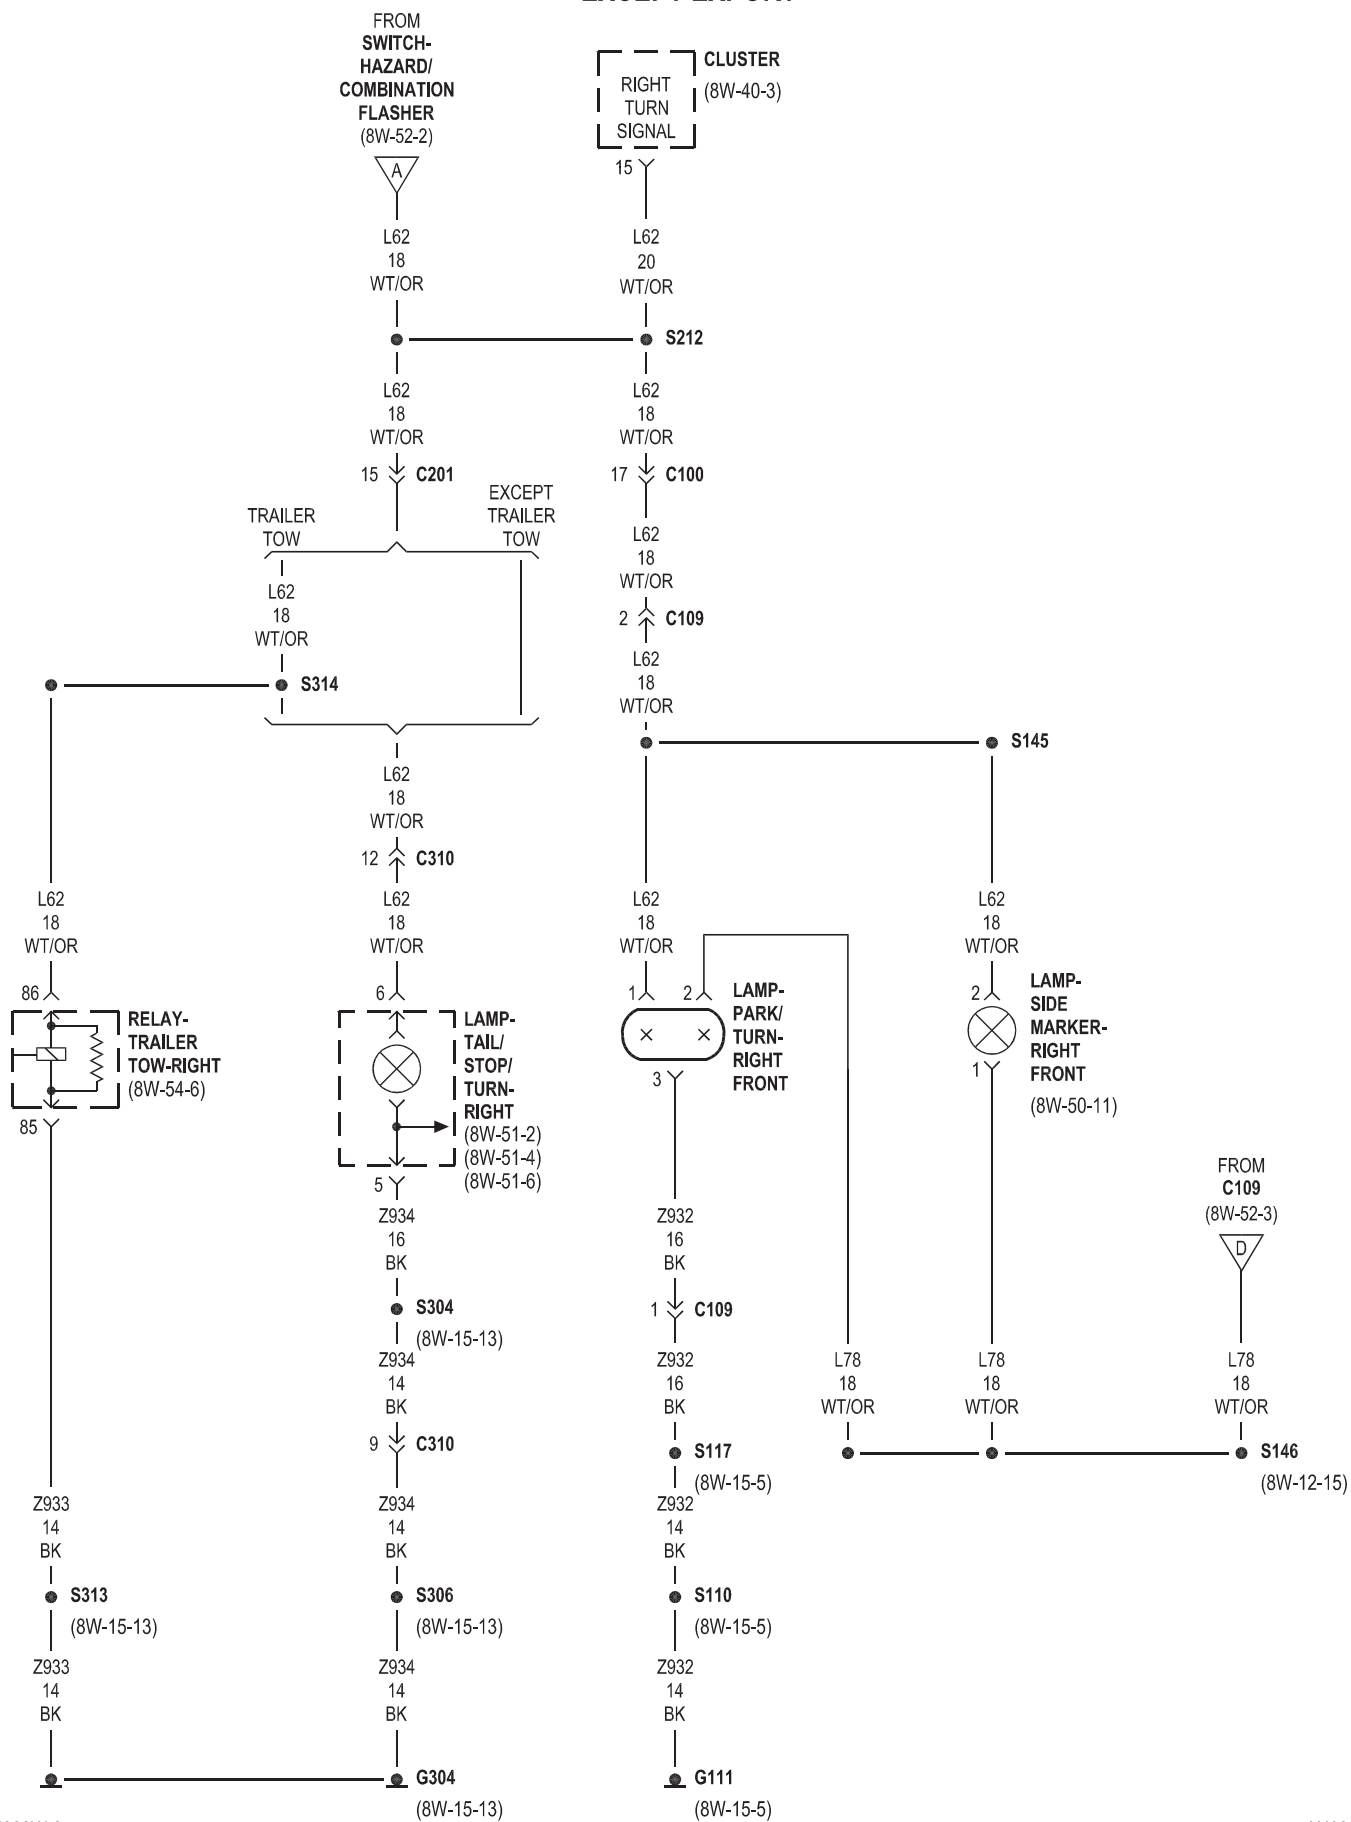 FROM
SWITCH-
HAZARD/
COMBINATION
FLASHER
(8W-52-2)
A
CLUSTER
(8W-40-3)
RIGHT
TURN
SIGNAL
15
L62
18
WT/OR
L62
20
WT/OR
S212
L62
18
WT/OR
L62
18
WT/OR
15
C201
17
C100
TRAILER
TOW
EXCEPT
TRAILER
TOW
L62
18
WT/OR
L62
18
WT/OR
2
C109
S314
L62
18
WT/OR
S145
L62
18
WT/OR
12
C310
L62
18
WT/OR
L62
18
WT/OR
L62
18
WT/OR
L62
18
WT/OR
86
RELAY-
TRAILER
TOW-RIGHT
(8W-54-6)
85
6
LAMP-
TAIL/
STOP/
TURN-
RIGHT
(8W-51-2)
(8W-51-4)
(8W-51-6)
5
1
2
LAMP-
PARK/
TURN-
RIGHT
FRONT
3
2
LAMP-
SIDE
MARKER-
RIGHT
FRONT
(8W-50-11)
1
FROM
C109
(8W-52-3)
D
Z934
16
BK
Z932
16
BK
S304
(8W-15-13)
1
C109
Z934
14
BK
Z932
16
BK
L78
18
WT/OR
L78
18
WT/OR
L78
18
WT/OR
9
C310
S117
(8W-15-5)
S146
(8W-12-15)
Z933
14
BK
Z934
14
BK
Z932
14
BK
S313
(8W-15-13)
S306
(8W-15-13)
S110
(8W-15-5)
Z933
14
BK
Z934
14
BK
Z932
14
BK
G304
(8W-15-13)
G111
(8W-15-5)